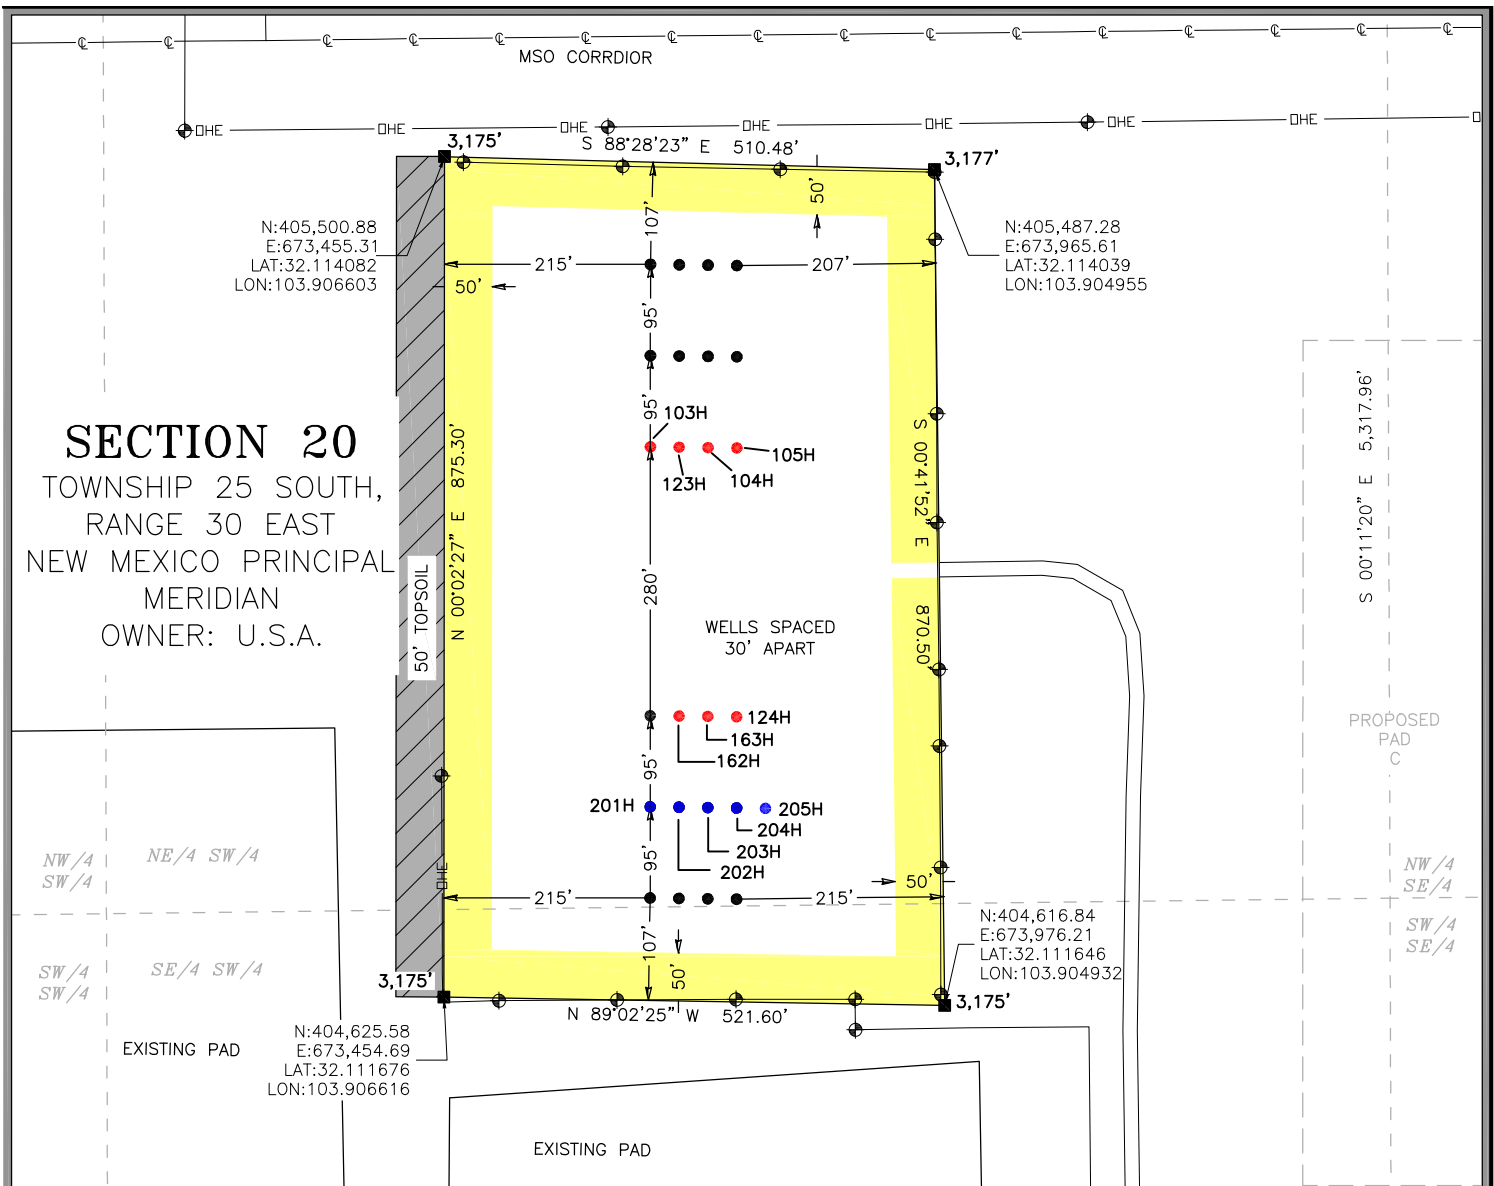 ℄ ℄ ℄ ℄ ℄ ℄ ℄ ℄ ℄ ℄ ℄ ℄ ℄ ℄ ℄ ℄ ℄
MSO CORRDIOR
OHE OHE OHE OHE OHE OHE OHE
3,175'
S 88°28'23" E 510.48'
3,177'
N:405,500.88
E:673,455.31
LAT:32.114082
LON:103.906603
N:405,487.28
E:673,965.61
LAT:32.114039
LON:103.904955
107'
50'
215'
207'
50'
95'
95'
103H
105H
123H
104H
SECTION 20
TOWNSHIP 25 SOUTH,
RANGE 30 EAST
NEW MEXICO PRINCIPAL
MERIDIAN
OWNER: U.S.A.
50' TOPSOIL
N 00°02'27" E 875.30'
S 00°41'52" E
870.50'
S 00°11'20" E 5,317.96'
280'
WELLS SPACED
30' APART
124H
163H
162H
PROPOSED
PAD
C
95'
201H
205H
204H
203H
202H
95'
OHE
NW/4
SW/4
NE/4 SW/4
NW/4
SE/4
50'
215'
215'
N:404,616.84
E:673,976.21
LAT:32.111646
LON:103.904932
SW/4
SE/4
SW/4
SW/4
SE/4 SW/4
107'
50'
3,175'
3,175'
N 89°02'25" W 521.60'
N:404,625.58
E:673,454.69
LAT:32.111676
LON:103.906616
EXISTING PAD
EXISTING PAD